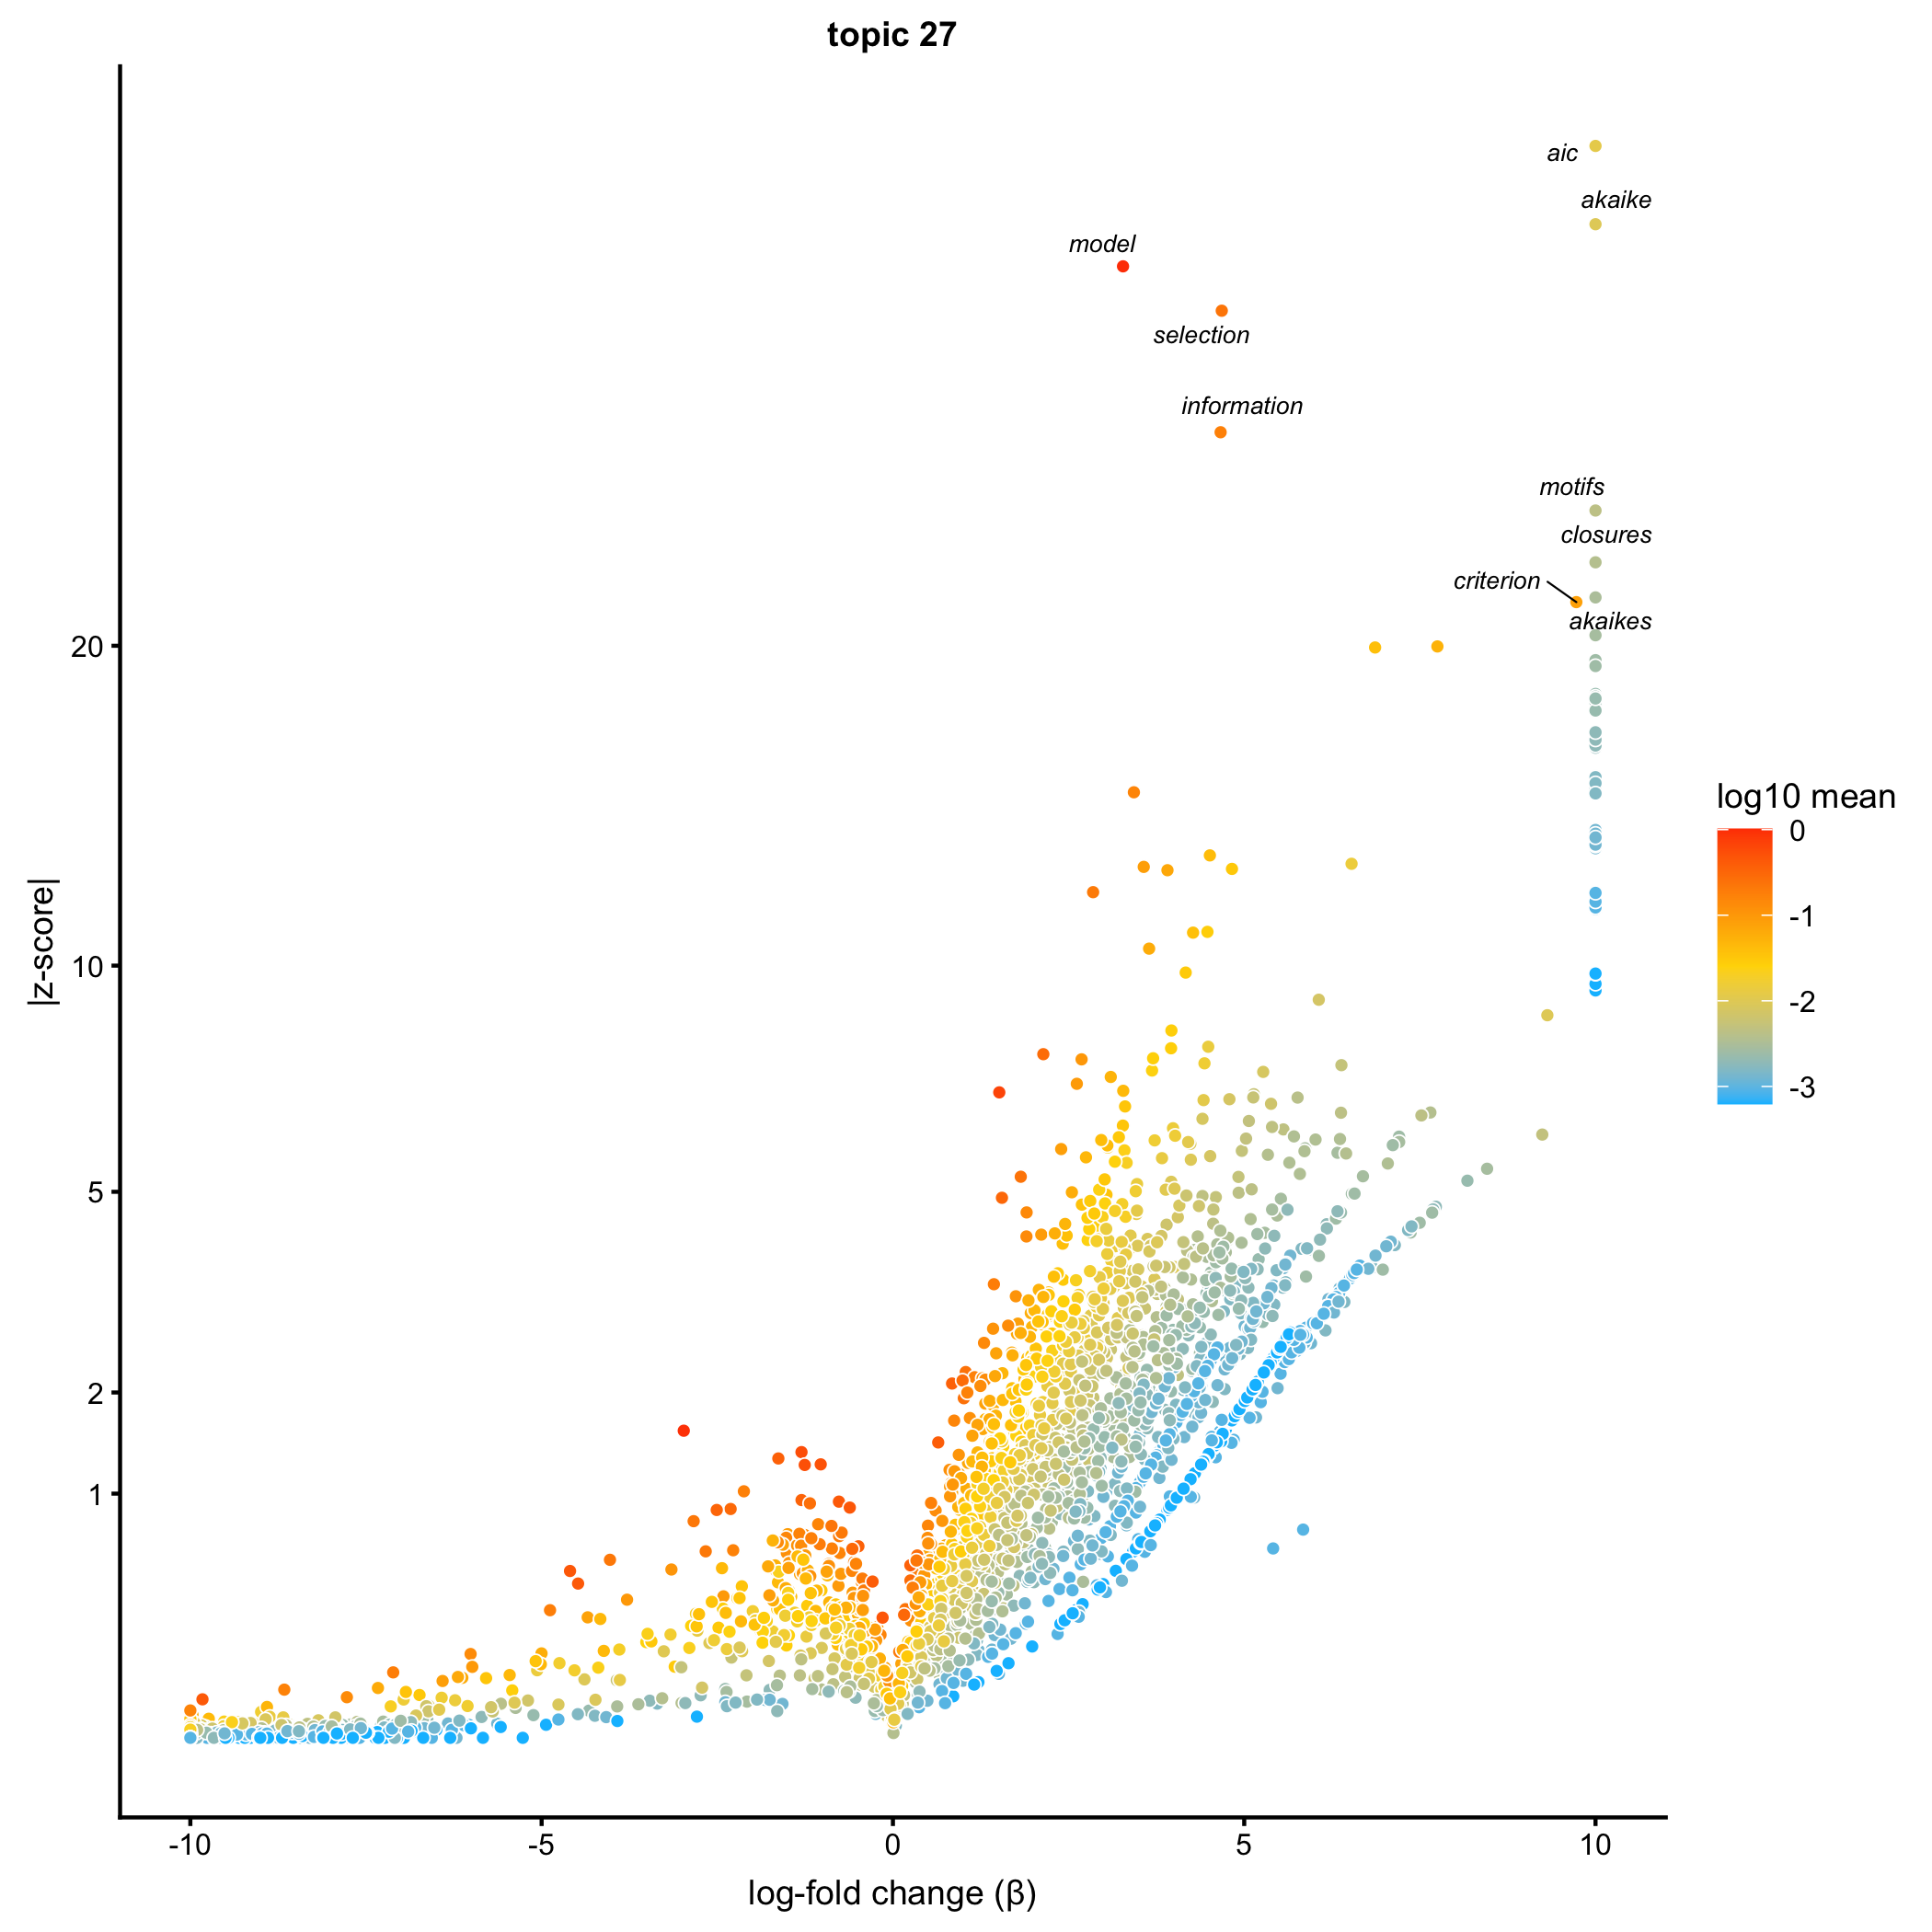 topic 27
aic
akaike
model
selection
information
motifs
closures
criterion
akaikes
20
10
5
2
1
|z-score|
-10
-5
0
5
10
log-fold change (β)
log10 mean
0
-1
-2
-3